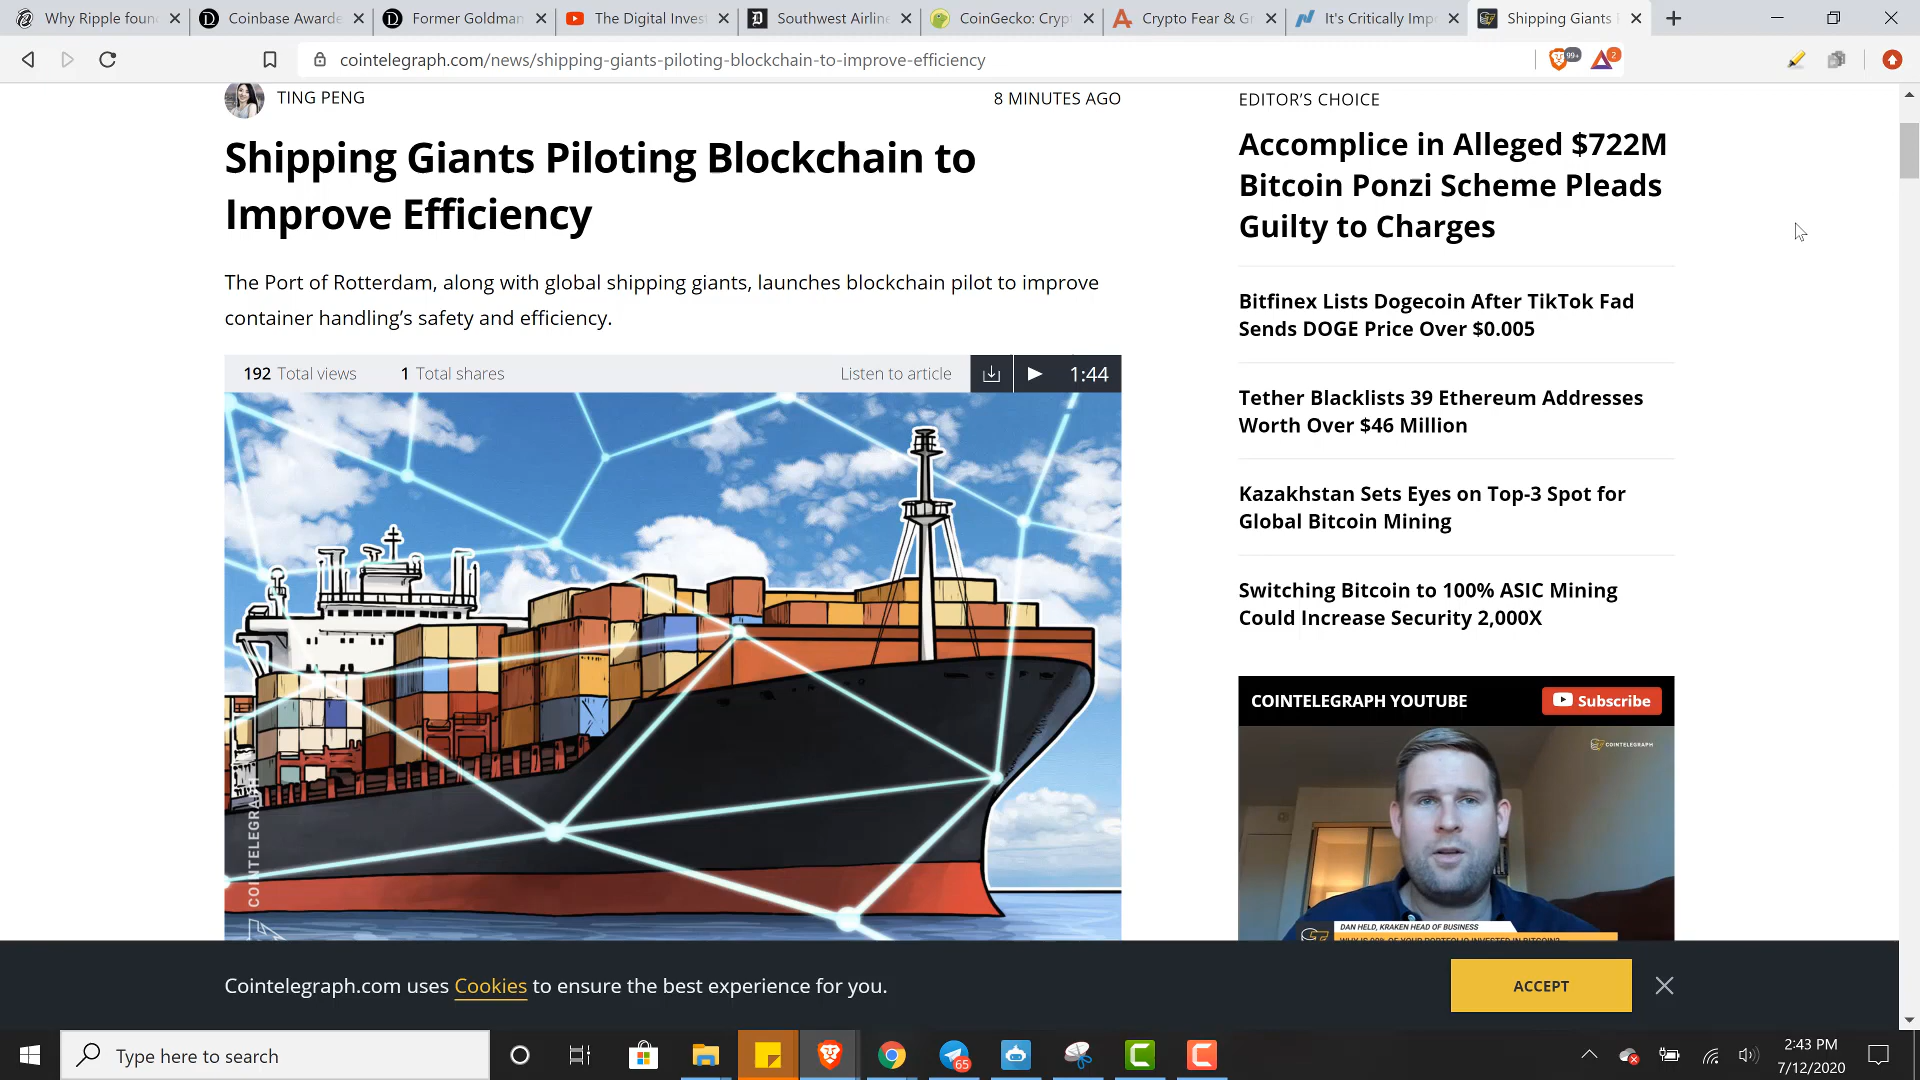 Why Ripple foun
Coinbase Awarde
Former Goldman
The Digital Inves
Southwest Airlin
CoinGecko: Cryp
Crypto Fear & G
It's Critically Imp
Shipping Giants
cointelegraph.com/news/shipping-giants-piloting-blockchain-to-improve-efficiency
99+
2
TING PENG
8 MINUTES AGO
Shipping Giants Piloting Blockchain to
Improve Efficiency
The Port of Rotterdam, along with global shipping giants, launches blockchain pilot to improve
container handling’s safety and efficiency.
192 Total views
1 Total shares
Listen to article
1:44
COINTELEGRAPH
EDITOR’S CHOICE
Accomplice in Alleged $722M
Bitcoin Ponzi Scheme Pleads
Guilty to Charges
Bitfinex Lists Dogecoin After TikTok Fad
Sends DOGE Price Over $0.005
Tether Blacklists 39 Ethereum Addresses
Worth Over $46 Million
Kazakhstan Sets Eyes on Top-3 Spot for
Global Bitcoin Mining
Switching Bitcoin to 100% ASIC Mining
Could Increase Security 2,000X
COINTELEGRAPH YOUTUBE
Subscribe
COINTELEGRAPH
DAN HELD, KRAKEN HEAD OF BUSINESS
Cointelegraph.com uses Cookies to ensure the best experience for you.
ACCEPT
Type here to search
65
2:43 PM
7/12/2020